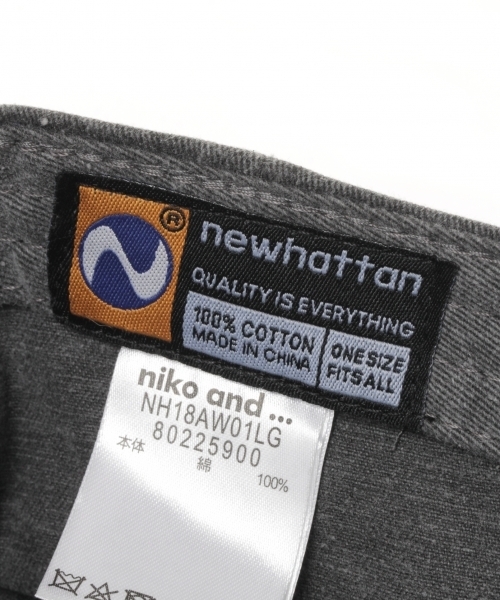 ®
newhattan
QUALITY IS EVERYTHING
100% COTTON
MADE IN CHINA
ONE SIZE
FITS ALL
niko and ...
NH18AW01LG
80225900
本体 綿 100%